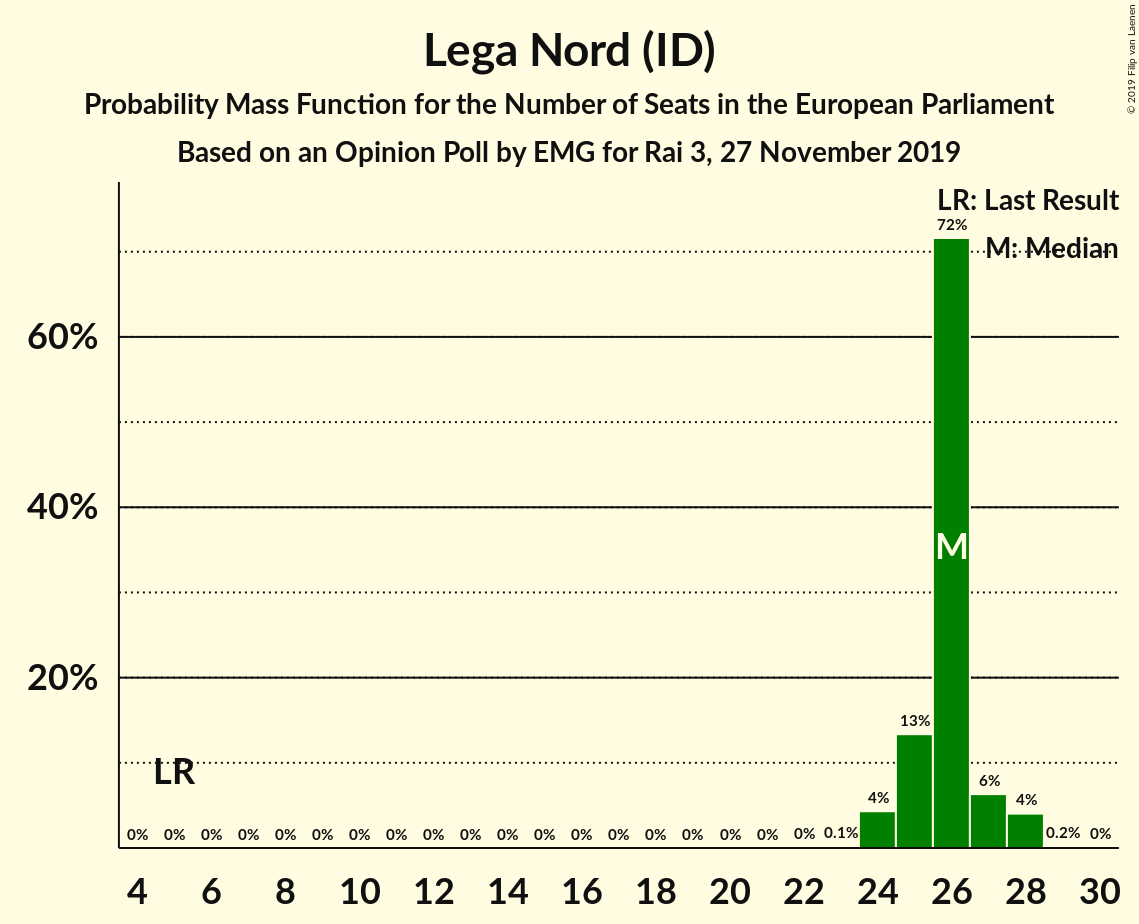 Lega Nord (ID)
Probability Mass Function for the Number of Seats in the European Parliament
Based on an Opinion Poll by EMG for Rai 3, 27 November 2019
© 2019 Filip van Laenen
LR: Last Result
M: Median
72%
60%
40%
M
20%
13%
LR
6%
4%
4%
0% 0% 0% 0% 0% 0% 0% 0% 0% 0% 0% 0% 0% 0% 0% 0% 0% 0% 0% 0.1% 0.2% 0%
4 6 8 10 12 14 16 18 20 22 24 26 28 30